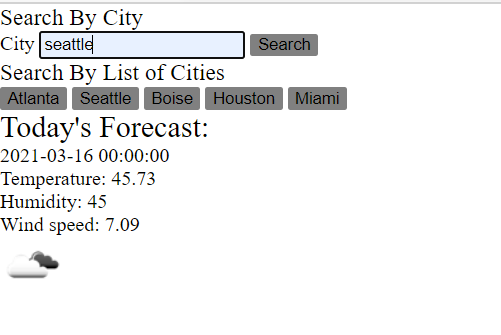 Search By City
City seattle Search
Search By List of Cities
Atlanta Seattle Boise Houston Miami
Today's Forecast:
2021-03-16 00:00:00
Temperature: 45.73
Humidity: 45
Wind speed: 7.09